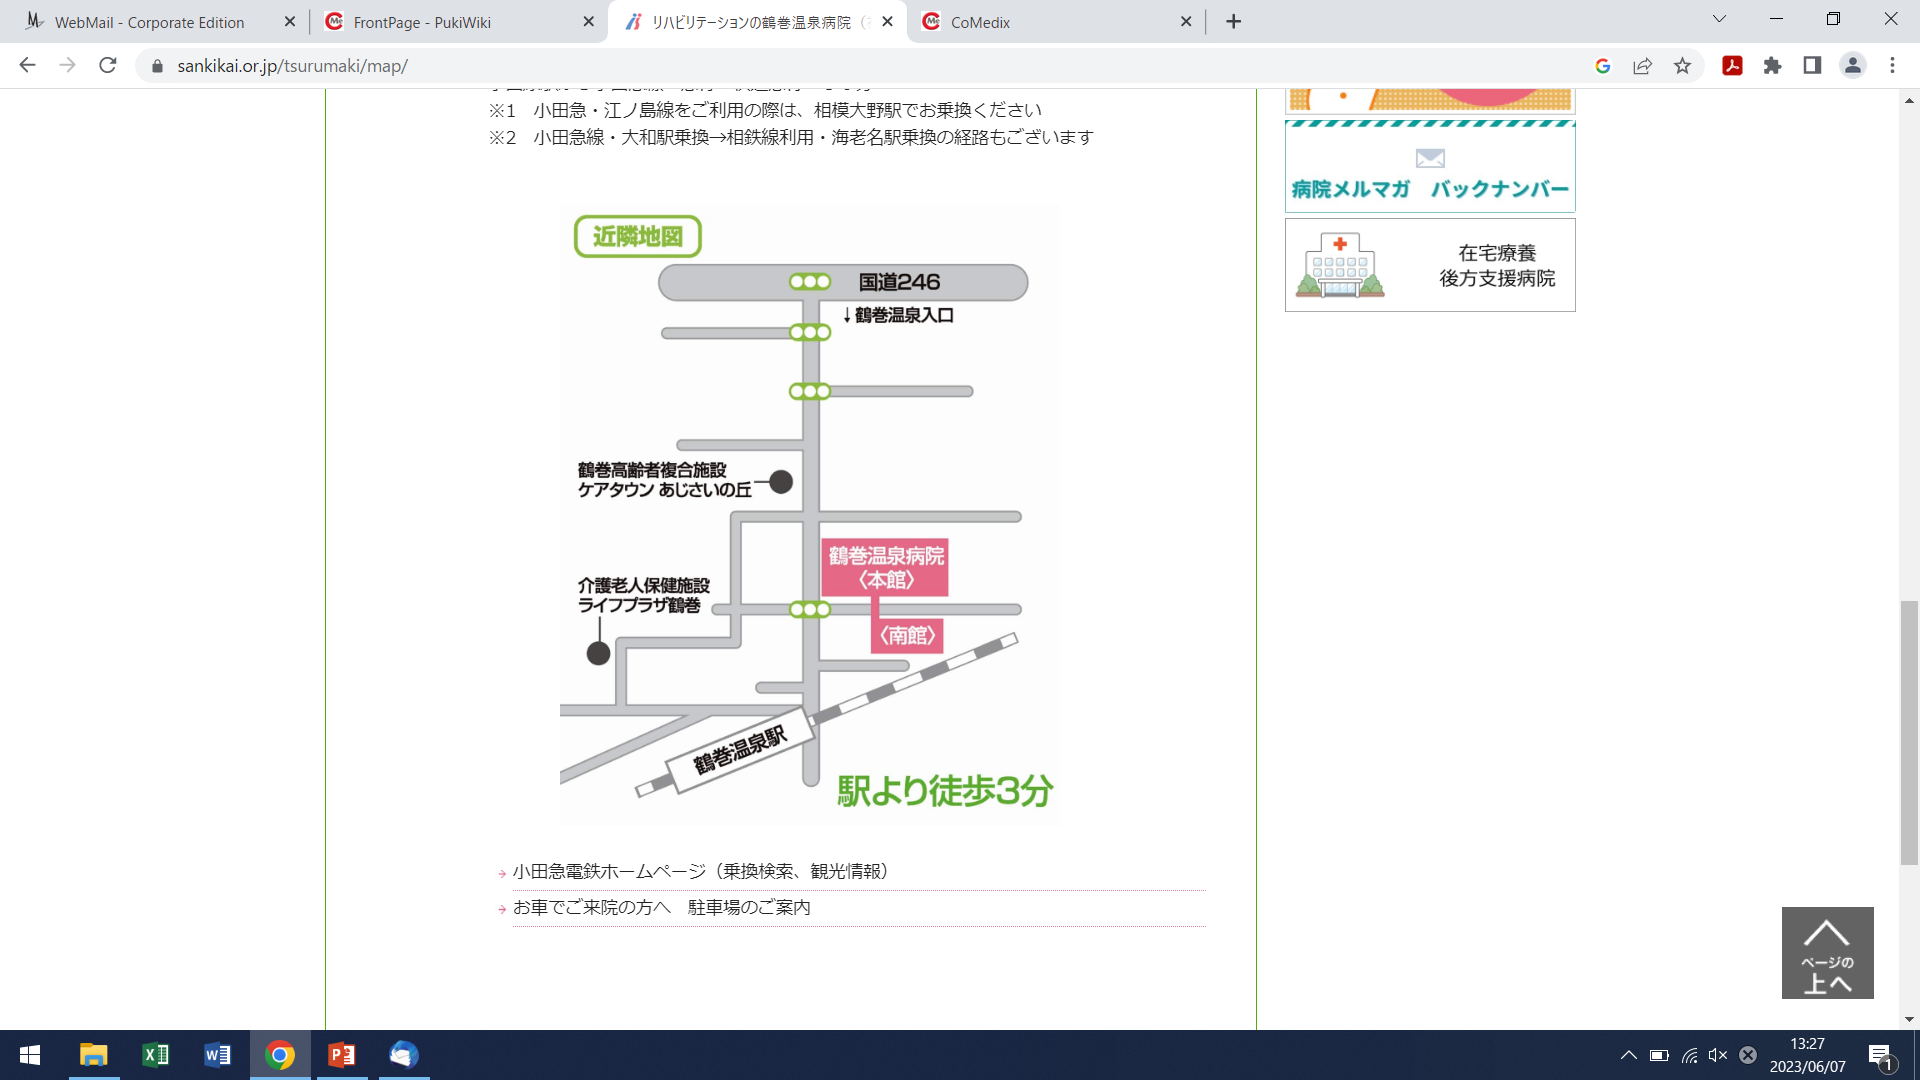 WebMail - Corporate Edition
FrontPage - PukiWiki
リハビリテーションの鶴巻温泉病院
CoMedix
sankikai.or.jp/tsurumaki/map/
※1　小田急・江ノ島線をご利用の際は、相模大野駅でお乗換ください
※2　小田急線・大和駅乗換→相鉄線利用・海老名駅乗換の経路もございます
近隣地図
国道246
↓鶴巻温泉入口
鶴巻高齢者複合施設
ケアタウン あじさいの丘
鶴巻温泉病院
〈本館〉
介護老人保健施設
ライフプラザ鶴巻
〈南館〉
鶴巻温泉駅
駅より徒歩3分
小田急電鉄ホームページ（乗換検索、観光情報）
お車でご来院の方へ　駐車場のご案内
病院メルマガ　バックナンバー
在宅療養
後方支援病院
ページの
上へ
13:27
2023/06/07
1